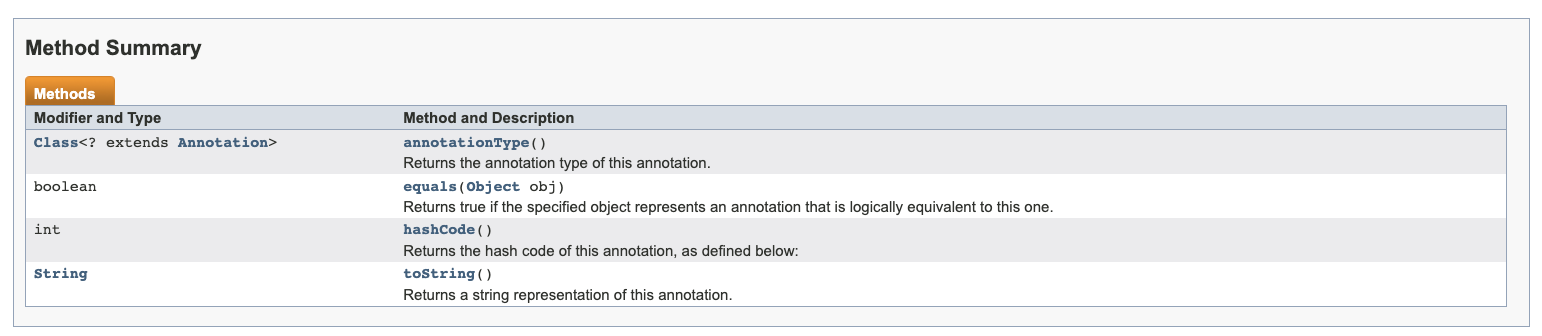 Method Summary
Methods
Modifier and Type Method and Description
Class<? extends Annotation> annotationType()
Returns the annotation type of this annotation.
boolean equals(Object obj)
Returns true if the specified object represents an annotation that is logically equivalent to this one.
int hashCode()
Returns the hash code of this annotation, as defined below:
String toString()
Returns a string representation of this annotation.